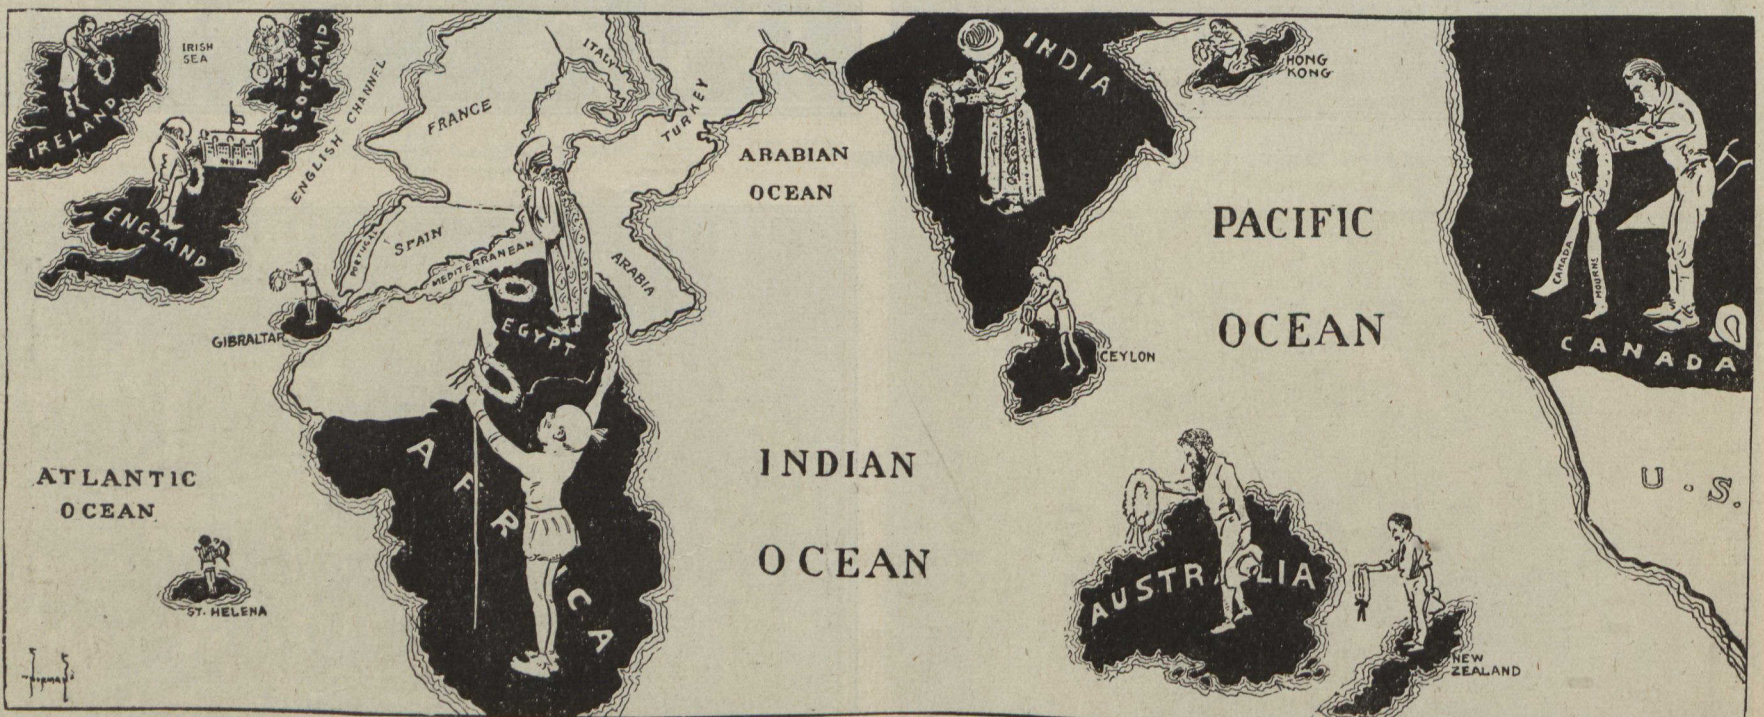 IRISH
SEA
IRELAND
SCOTLAND
ENGLISH CHANNEL
ENGLAND
FRANCE
ITALY
TURKEY
PORTUGAL
SPAIN
MEDITERRANEAN
ARABIA
GIBRALTAR
EGYPT
AFRICA
ATLANTIC
OCEAN
ST. HELENA
ARABIAN
OCEAN
INDIA
HONG
KONG
CEYLON
INDIAN
OCEAN
PACIFIC
OCEAN
AUSTRALIA
NEW
ZEALAND
CANADA
MOURNS
CANADA
U.S.